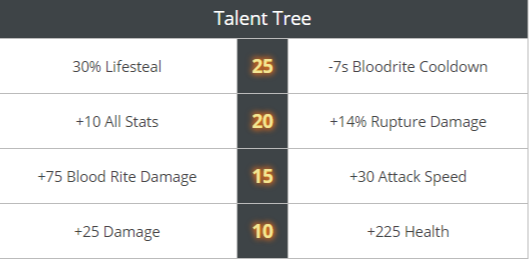 Talent Tree
30% Lifesteal 25 -7s Bloodrite Cooldown
+10 All Stats 20 +14% Rupture Damage
+75 Blood Rite Damage 15 +30 Attack Speed
+25 Damage 10 +225 Health